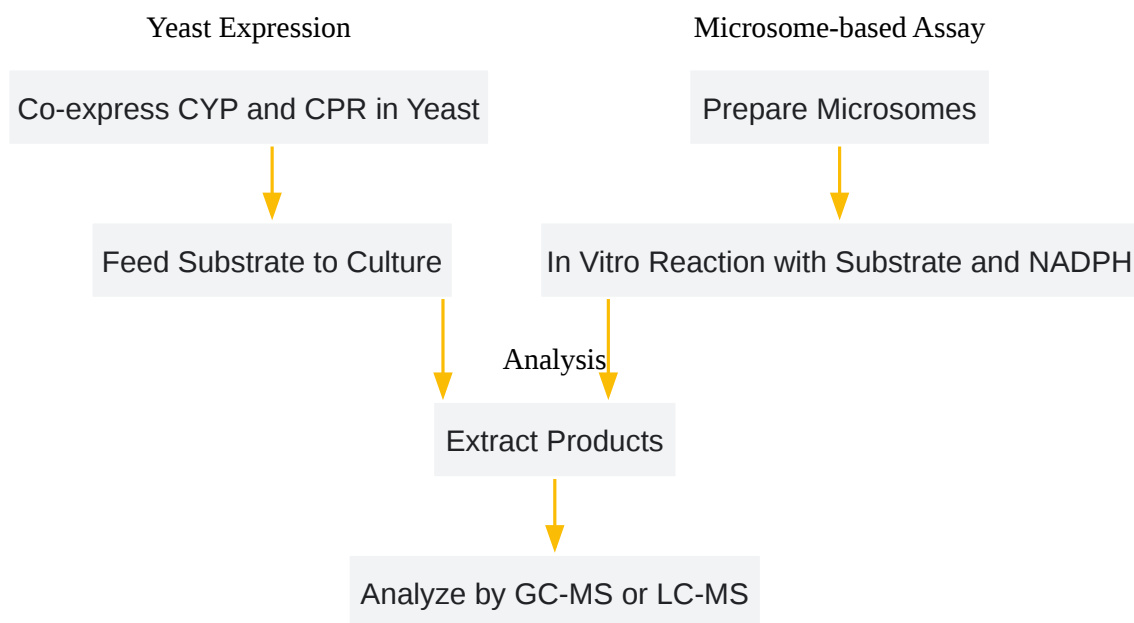 Yeast Expression
Microsome-based Assay
Co-express CYP and CPR in Yeast
Prepare Microsomes
Feed Substrate to Culture
In Vitro Reaction with Substrate and NADPH
Analysis
Extract Products
Analyze by GC-MS or LC-MS